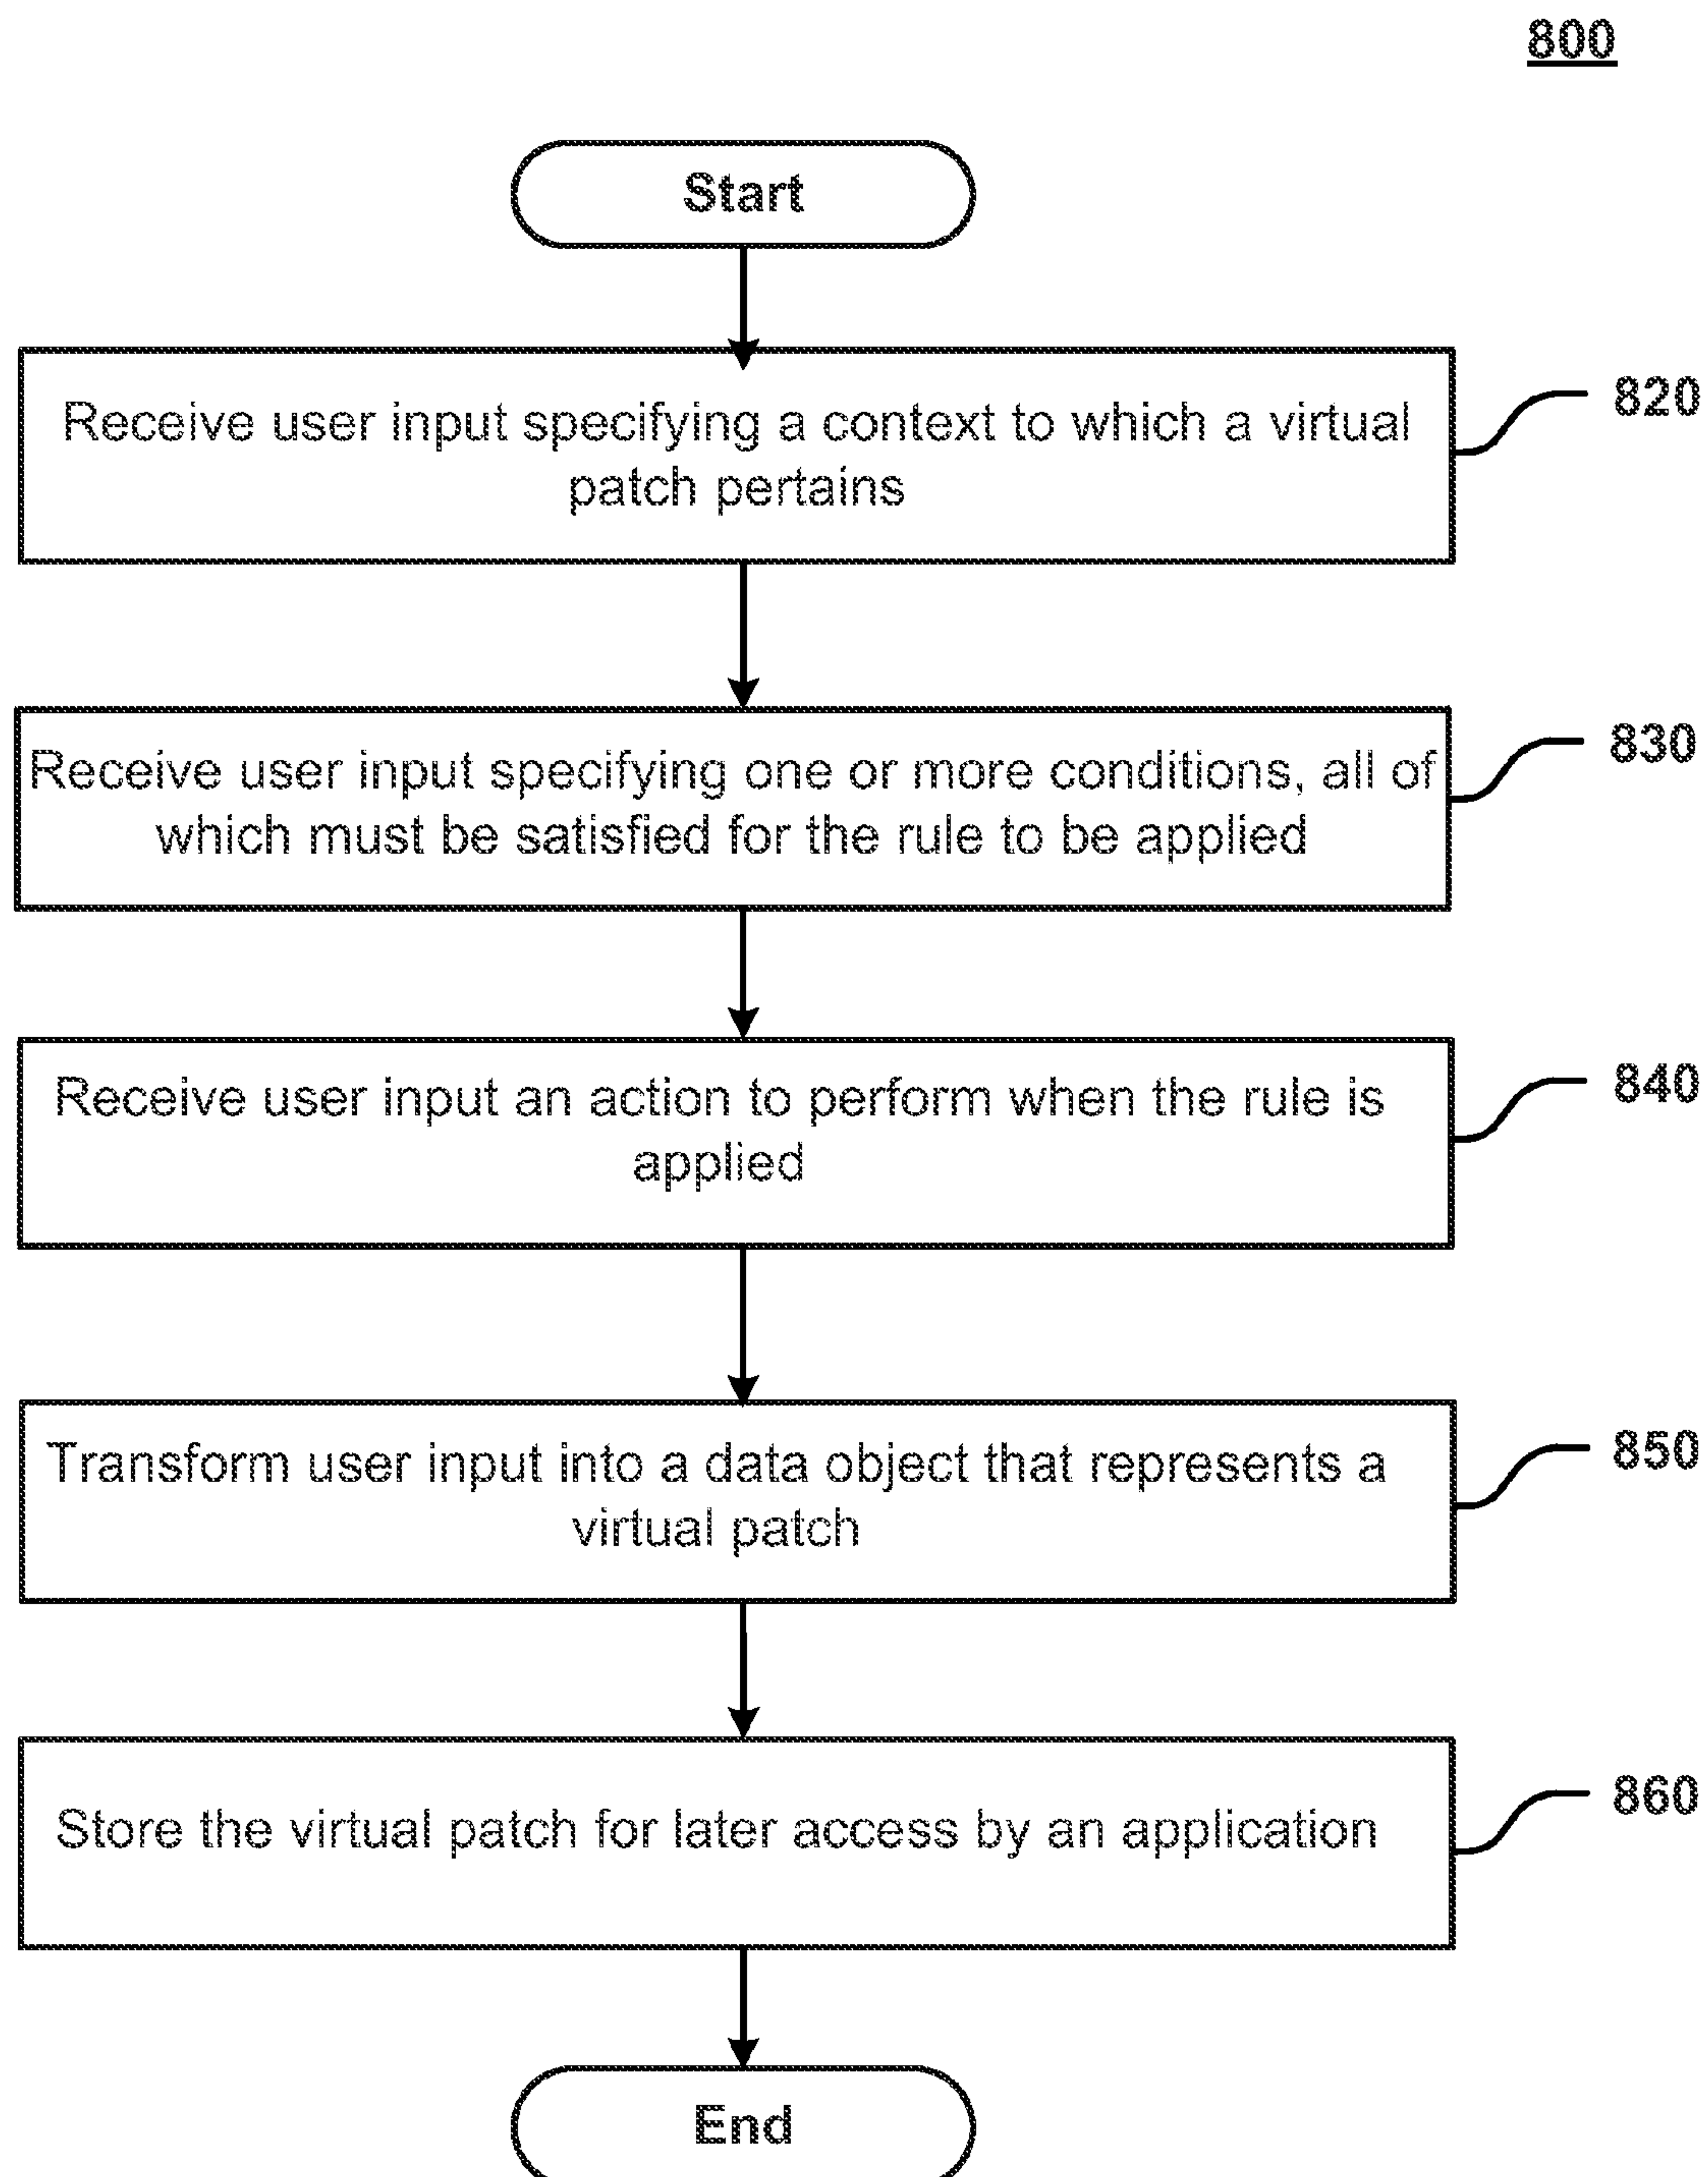 800
Start
Receive user input specifying a context to which a virtual
patch pertains
820
Receive user input specifying one or more conditions, all of
which must be satisfied for the rule to be applied
830
Receive user input an action to perform when the rule is
applied
840
Transform user input into a data object that represents a
virtual patch
850
Store the virtual patch for later access by an application
860
End